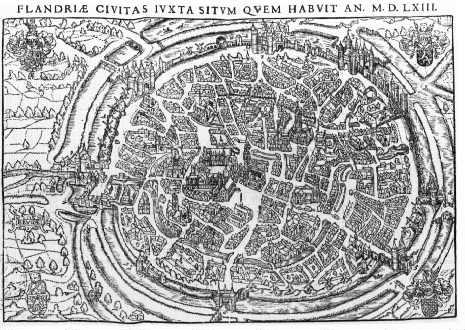 FLANDRIÆ CIVITAS IVXTA SITVM QVEM HABVIT AN. M. D. LXIII.